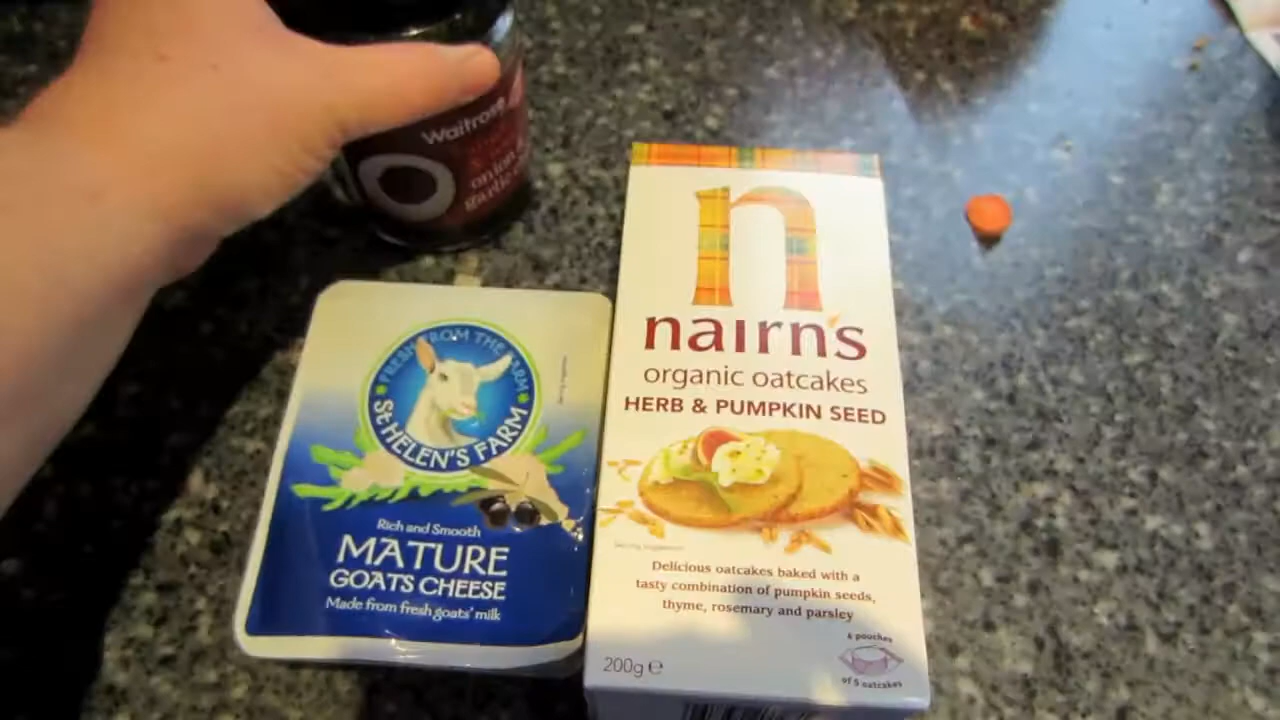 Waitrose
onion &
garlic
n
nairn's
organic oatcakes
HERB & PUMPKIN SEED
Delicious oatcakes baked with a
tasty combination of pumpkin seeds,
thyme, rosemary and parsley
6 pouches
of 5 oatcakes
200g e
FRESH FROM THE FARM
St HELEN'S FARM
Rich and Smooth
MATURE
GOATS CHEESE
Made from fresh goats' milk